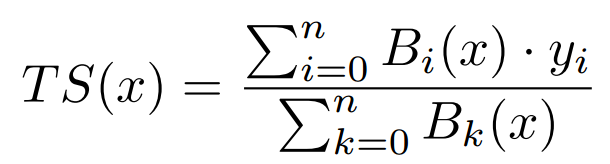 TS(x) = \frac{\sum_{i=0}^{n} B_i(x) \cdot y_i}{\sum_{k=0}^{n} B_k(x)}